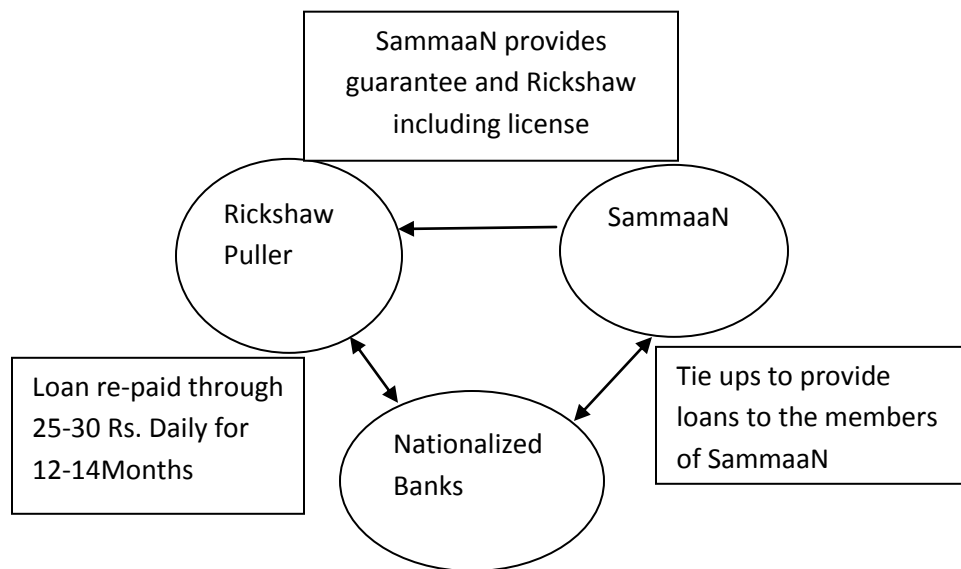 SammaaN provides
guarantee and Rickshaw
including license
Rickshaw
Puller
SammaaN
Loan re-paid through
25-30 Rs. Daily for
12-14Months
Nationalized
Banks
Tie ups to provide
loans to the members
of SammaaN